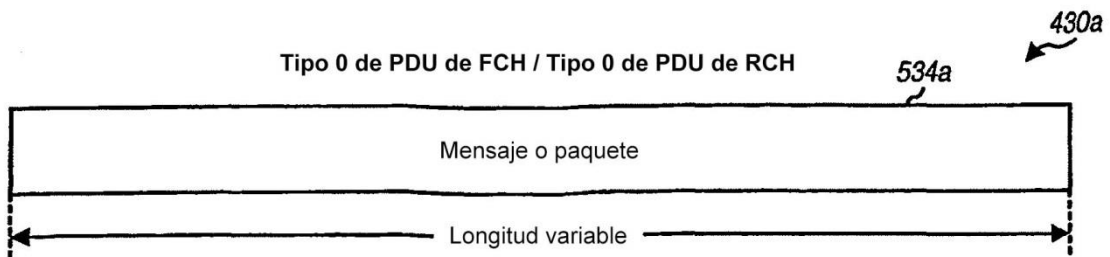 430a
Tipo 0 de PDU de FCH / Tipo 0 de PDU de RCH
534a
Mensaje o paquete
Longitud variable